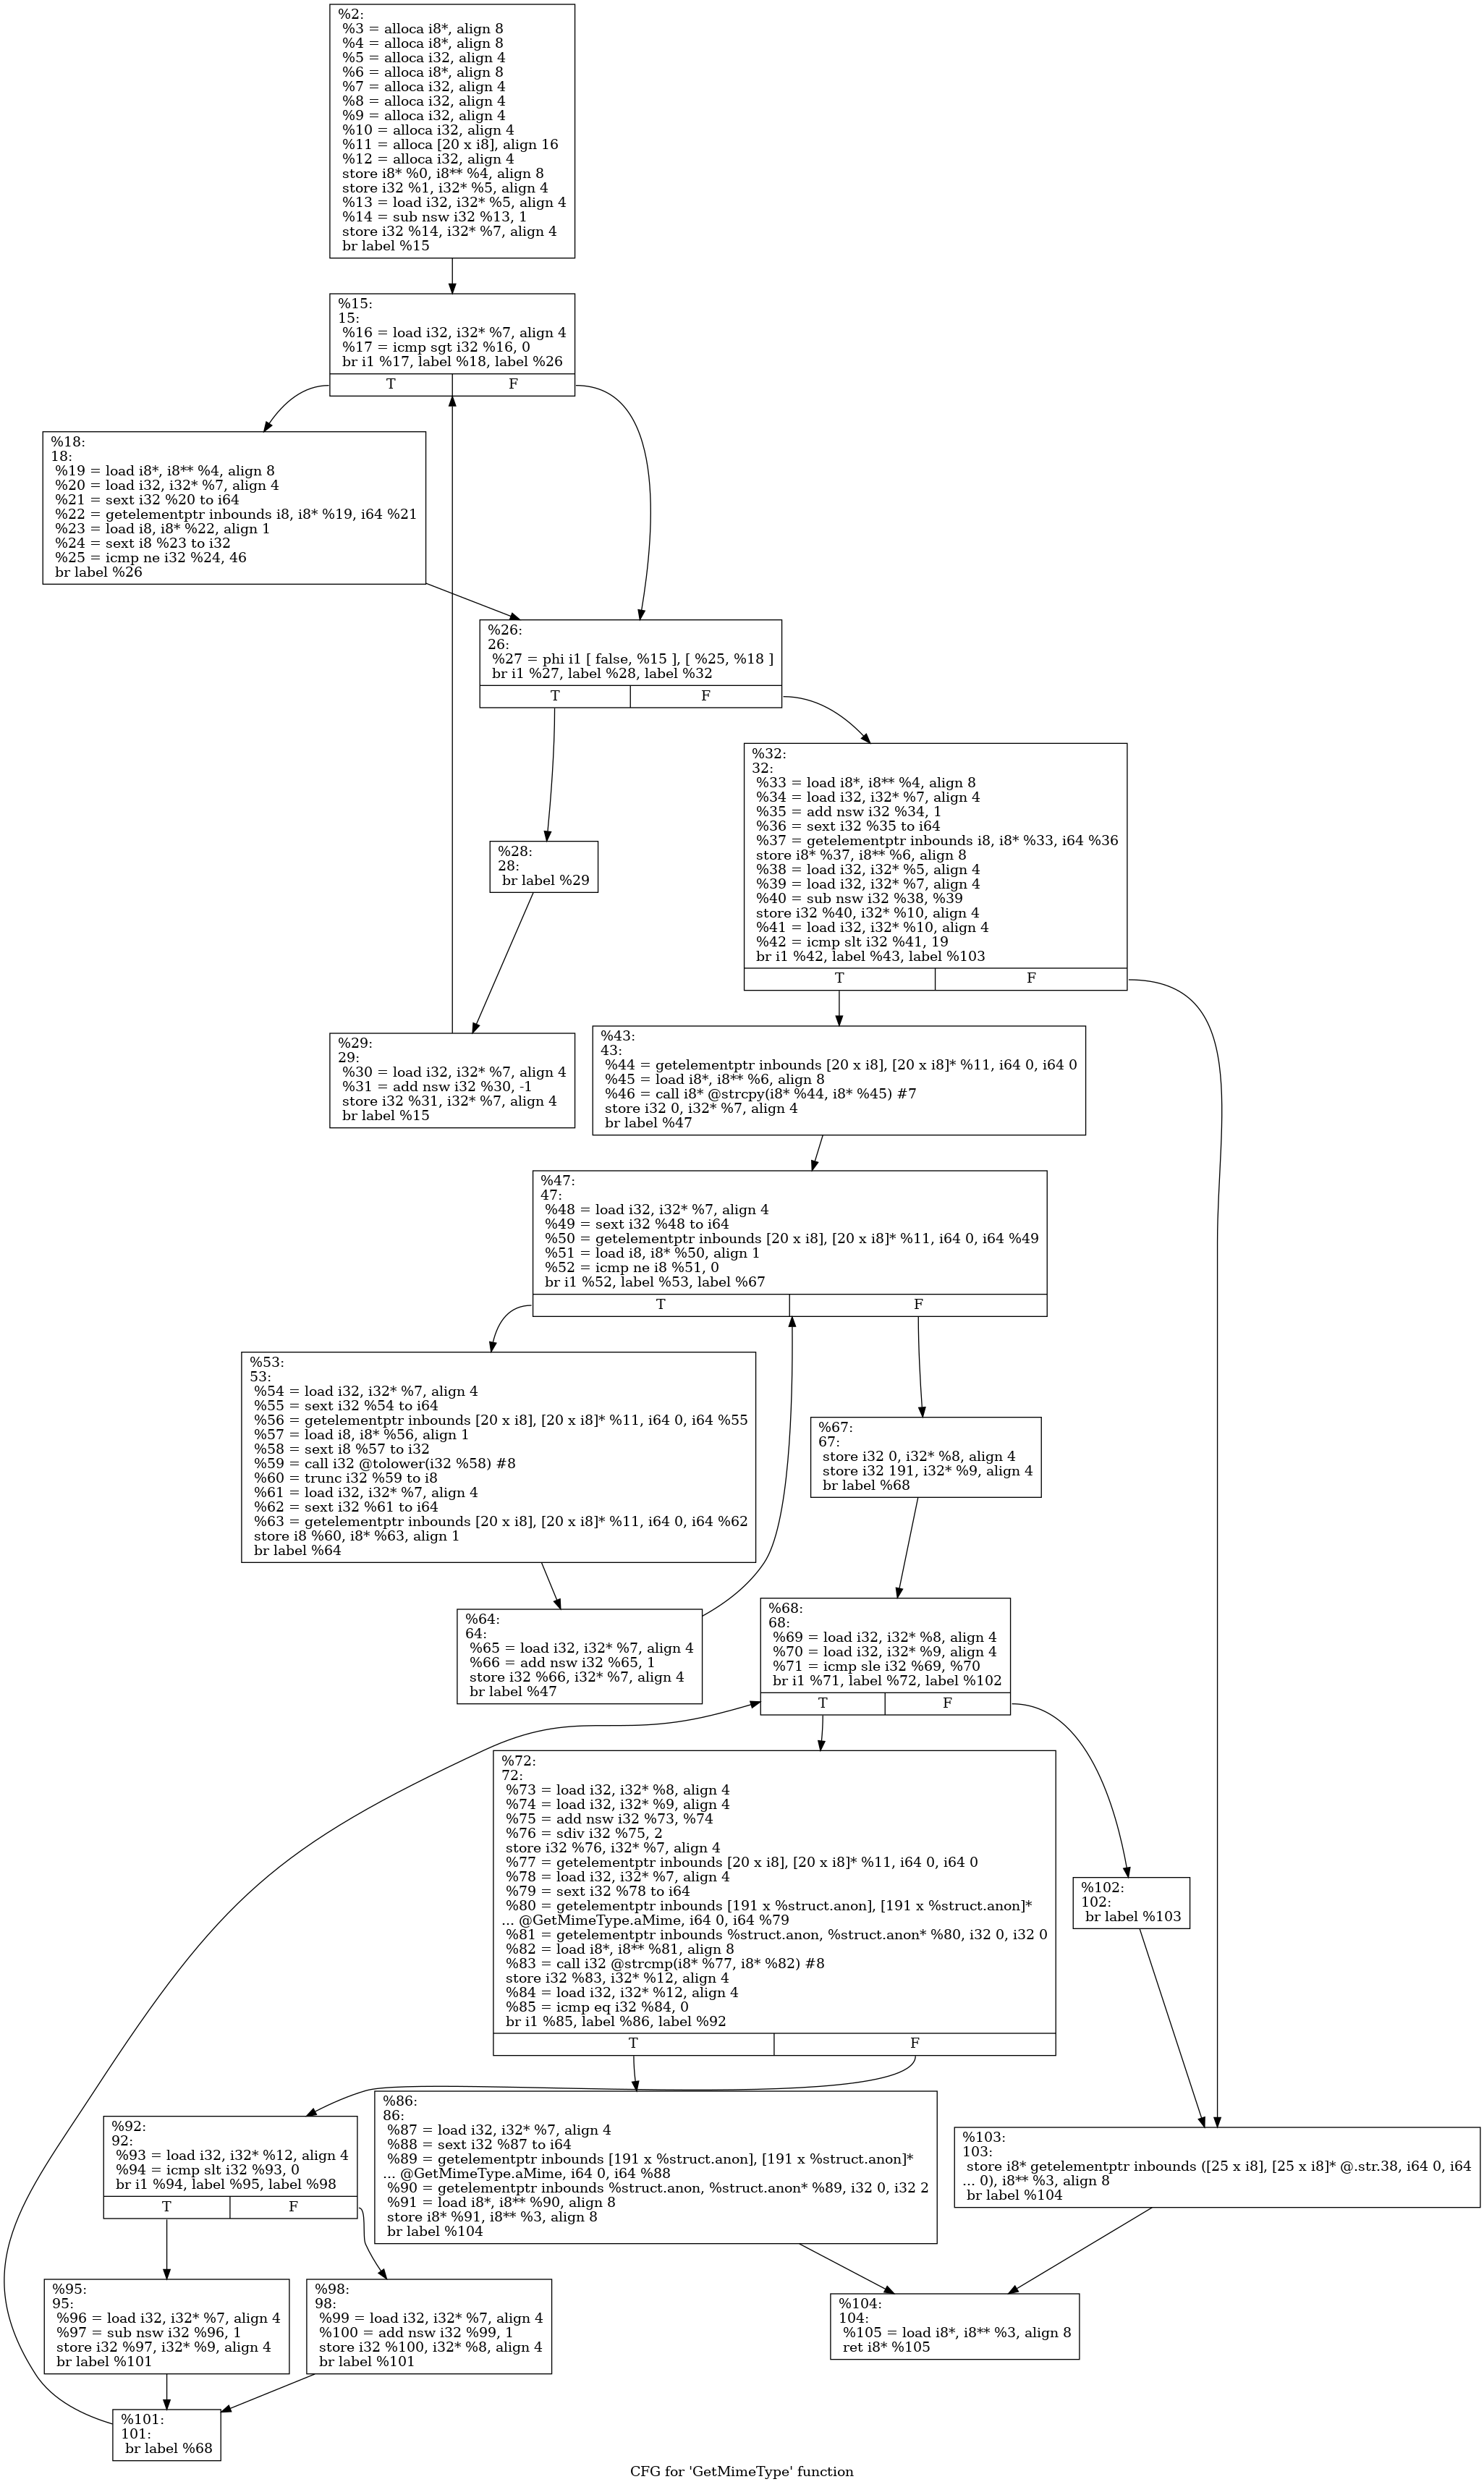 %2:
%3 = alloca i8*, align 8
%4 = alloca i8*, align 8
%5 = alloca i32, align 4
%6 = alloca i8*, align 8
%7 = alloca i32, align 4
%8 = alloca i32, align 4
%9 = alloca i32, align 4
%10 = alloca i32, align 4
%11 = alloca [20 x i8], align 16
%12 = alloca i32, align 4
store i8* %0, i8** %4, align 8
store i32 %1, i32* %5, align 4
%13 = load i32, i32* %5, align 4
%14 = sub nsw i32 %13, 1
store i32 %14, i32* %7, align 4
br label %15
%15:
15:
%16 = load i32, i32* %7, align 4
%17 = icmp sgt i32 %16, 0
br i1 %17, label %18, label %26
T F
%18:
18:
%19 = load i8*, i8** %4, align 8
%20 = load i32, i32* %7, align 4
%21 = sext i32 %20 to i64
%22 = getelementptr inbounds i8, i8* %19, i64 %21
%23 = load i8, i8* %22, align 1
%24 = sext i8 %23 to i32
%25 = icmp ne i32 %24, 46
br label %26
%26:
26:
%27 = phi i1 [ false, %15 ], [ %25, %18 ]
br i1 %27, label %28, label %32
T F
%32:
32:
%33 = load i8*, i8** %4, align 8
%34 = load i32, i32* %7, align 4
%35 = add nsw i32 %34, 1
%36 = sext i32 %35 to i64
%37 = getelementptr inbounds i8, i8* %33, i64 %36
store i8* %37, i8** %6, align 8
%38 = load i32, i32* %5, align 4
%39 = load i32, i32* %7, align 4
%40 = sub nsw i32 %38, %39
store i32 %40, i32* %10, align 4
%41 = load i32, i32* %10, align 4
%42 = icmp slt i32 %41, 19
br i1 %42, label %43, label %103
T F
%28:
28:
br label %29
%29:
29:
%30 = load i32, i32* %7, align 4
%31 = add nsw i32 %30, -1
store i32 %31, i32* %7, align 4
br label %15
%43:
43:
%44 = getelementptr inbounds [20 x i8], [20 x i8]* %11, i64 0, i64 0
%45 = load i8*, i8** %6, align 8
%46 = call i8* @strcpy(i8* %44, i8* %45) #7
store i32 0, i32* %7, align 4
br label %47
%47:
47:
%48 = load i32, i32* %7, align 4
%49 = sext i32 %48 to i64
%50 = getelementptr inbounds [20 x i8], [20 x i8]* %11, i64 0, i64 %49
%51 = load i8, i8* %50, align 1
%52 = icmp ne i8 %51, 0
br i1 %52, label %53, label %67
T F
%53:
53:
%54 = load i32, i32* %7, align 4
%55 = sext i32 %54 to i64
%56 = getelementptr inbounds [20 x i8], [20 x i8]* %11, i64 0, i64 %55
%57 = load i8, i8* %56, align 1
%58 = sext i8 %57 to i32
%59 = call i32 @tolower(i32 %58) #8
%60 = trunc i32 %59 to i8
%61 = load i32, i32* %7, align 4
%62 = sext i32 %61 to i64
%63 = getelementptr inbounds [20 x i8], [20 x i8]* %11, i64 0, i64 %62
store i8 %60, i8* %63, align 1
br label %64
%67:
67:
store i32 0, i32* %8, align 4
store i32 191, i32* %9, align 4
br label %68
%64:
64:
%65 = load i32, i32* %7, align 4
%66 = add nsw i32 %65, 1
store i32 %66, i32* %7, align 4
br label %47
%68:
68:
%69 = load i32, i32* %8, align 4
%70 = load i32, i32* %9, align 4
%71 = icmp sle i32 %69, %70
br i1 %71, label %72, label %102
T F
%72:
72:
%73 = load i32, i32* %8, align 4
%74 = load i32, i32* %9, align 4
%75 = add nsw i32 %73, %74
%76 = sdiv i32 %75, 2
store i32 %76, i32* %7, align 4
%77 = getelementptr inbounds [20 x i8], [20 x i8]* %11, i64 0, i64 0
%78 = load i32, i32* %7, align 4
%79 = sext i32 %78 to i64
%80 = getelementptr inbounds [191 x %struct.anon], [191 x %struct.anon]*
... @GetMimeType.aMime, i64 0, i64 %79
%81 = getelementptr inbounds %struct.anon, %struct.anon* %80, i32 0, i32 0
%82 = load i8*, i8** %81, align 8
%83 = call i32 @strcmp(i8* %77, i8* %82) #8
store i32 %83, i32* %12, align 4
%84 = load i32, i32* %12, align 4
%85 = icmp eq i32 %84, 0
br i1 %85, label %86, label %92
T F
%102:
102:
br label %103
%86:
86:
%87 = load i32, i32* %7, align 4
%88 = sext i32 %87 to i64
%89 = getelementptr inbounds [191 x %struct.anon], [191 x %struct.anon]*
... @GetMimeType.aMime, i64 0, i64 %88
%90 = getelementptr inbounds %struct.anon, %struct.anon* %89, i32 0, i32 2
%91 = load i8*, i8** %90, align 8
store i8* %91, i8** %3, align 8
br label %104
%92:
92:
%93 = load i32, i32* %12, align 4
%94 = icmp slt i32 %93, 0
br i1 %94, label %95, label %98
T F
%103:
103:
store i8* getelementptr inbounds ([25 x i8], [25 x i8]* @.str.38, i64 0, i64
... 0), i8** %3, align 8
br label %104
%95:
95:
%96 = load i32, i32* %7, align 4
%97 = sub nsw i32 %96, 1
store i32 %97, i32* %9, align 4
br label %101
%98:
98:
%99 = load i32, i32* %7, align 4
%100 = add nsw i32 %99, 1
store i32 %100, i32* %8, align 4
br label %101
%104:
104:
%105 = load i8*, i8** %3, align 8
ret i8* %105
%101:
101:
br label %68
CFG for 'GetMimeType' function